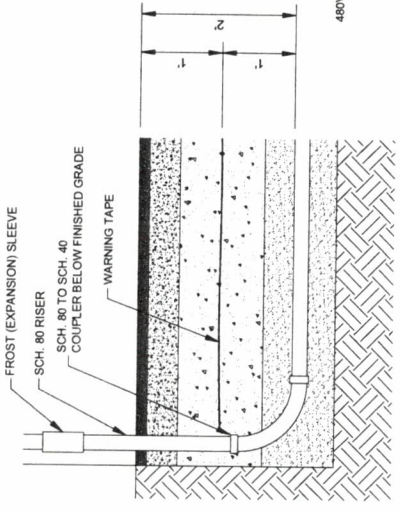 FROST (EXPANSION) SLEEVE
SCH. 80 RISER
SCH. 80 TO SCH. 40
COUPLER BELOW FINISHED GRADE
WARNING TAPE
1'
1'
2'
480V